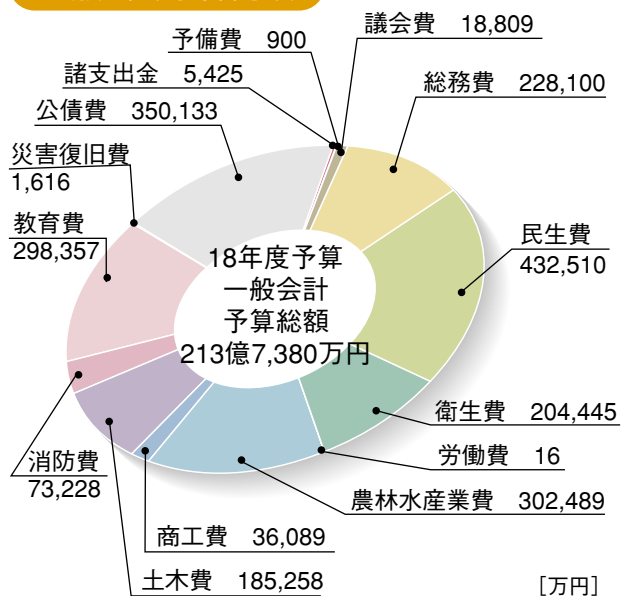 予備費 900
議会費 18,809
諸支出金 5,425
総務費 228,100
公債費 350,133
災害復旧費
1,616
教育費
298,357
民生費
432,510
18年度予算
一般会計
予算総額
213億7,380万円
衛生費 204,445
労働費 16
消防費
73,228
農林水産業費 302,489
商工費 36,089
土木費 185,258
[万円]